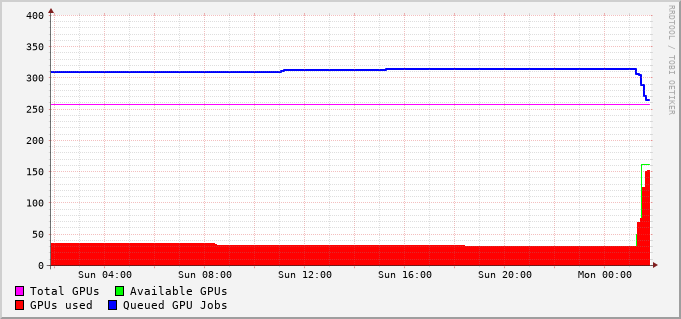 400
350
300
250
200
150
100
50
0
Sun 04:00 Sun 08:00 Sun 12:00 Sun 16:00 Sun 20:00 Mon 00:00
Total GPUs Available GPUs
GPUs used Queued GPU Jobs
RRDTOOL / TOBI OETIKER